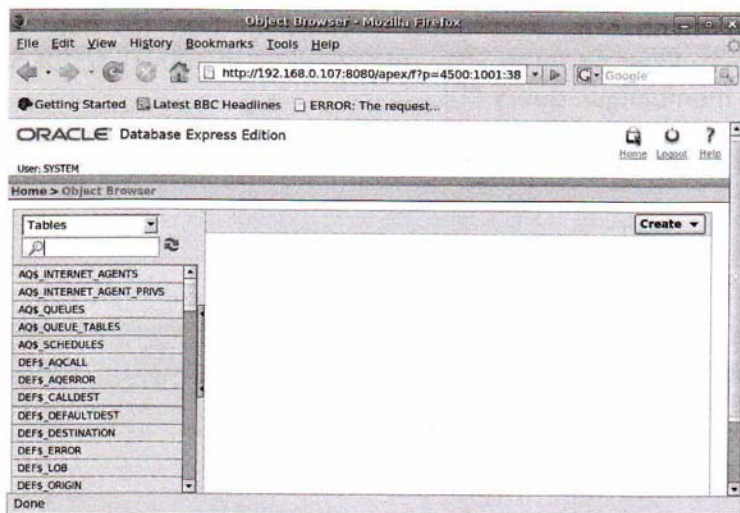 Object Browser - Mozilla Firefox
File Edit View History Bookmarks Tools Help
http://192.168.0.107:8080/apex/f?p=4500:1001:38
Google
Getting Started Latest BBC Headlines ERROR: The request...
ORACLE Database Express Edition
Home Logout Help
User: SYSTEM
Home > Object Browser
Tables
Create
AQ$_INTERNET_AGENTS
AQ$_INTERNET_AGENT_PRIVS
AQ$_QUEUES
AQ$_QUEUE_TABLES
AQ$_SCHEDULES
DEF$_AQCALL
DEF$_AQERROR
DEF$_CALLDEST
DEF$_DEFAULTDEST
DEF$_DESTINATION
DEF$_ERROR
DEF$_LOB
DEF$_ORIGIN
Done